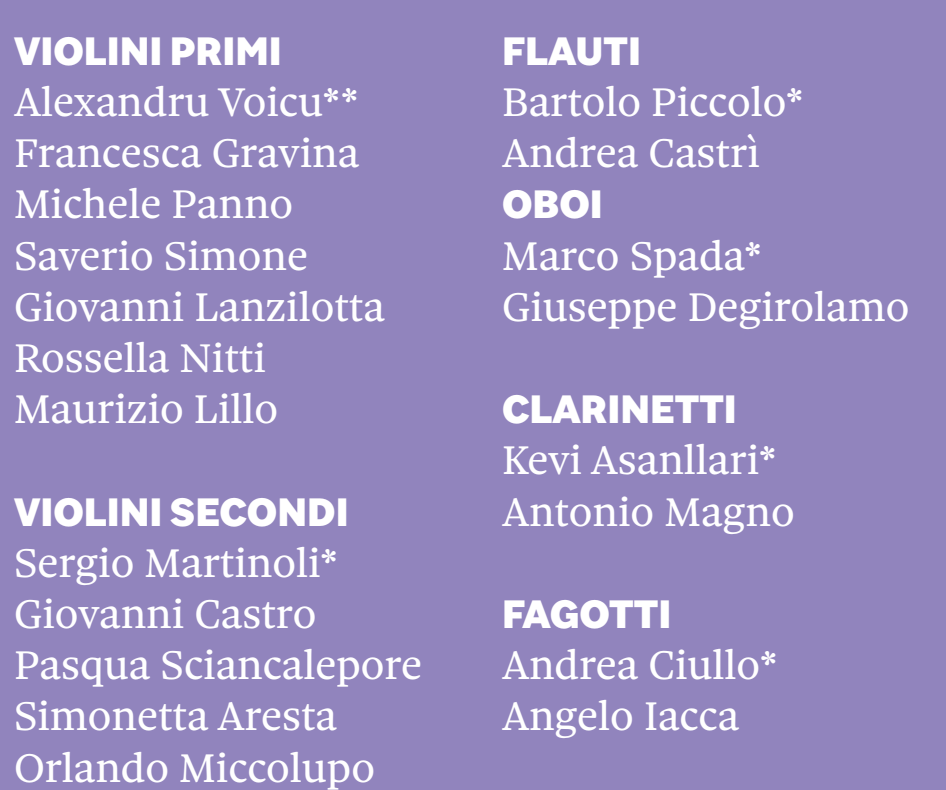 VIOLINI PRIMI
Alexandru Voicu**
Francesca Gravina
Michele Panno
Saverio Simone
Giovanni Lanzilotta
Rossella Nitti
Maurizio Lillo
VIOLINI SECONDI
Sergio Martinoli*
Giovanni Castro
Pasqua Sciancalepore
Simonetta Aresta
Orlando Miccolupo
FLAUTI
Bartolo Piccolo*
Andrea Castrì
OBOI
Marco Spada*
Giuseppe Degirolamo
CLARINETTI
Kevi Asanllari*
Antonio Magno
FAGOTTI
Andrea Ciullo*
Angelo Iacca